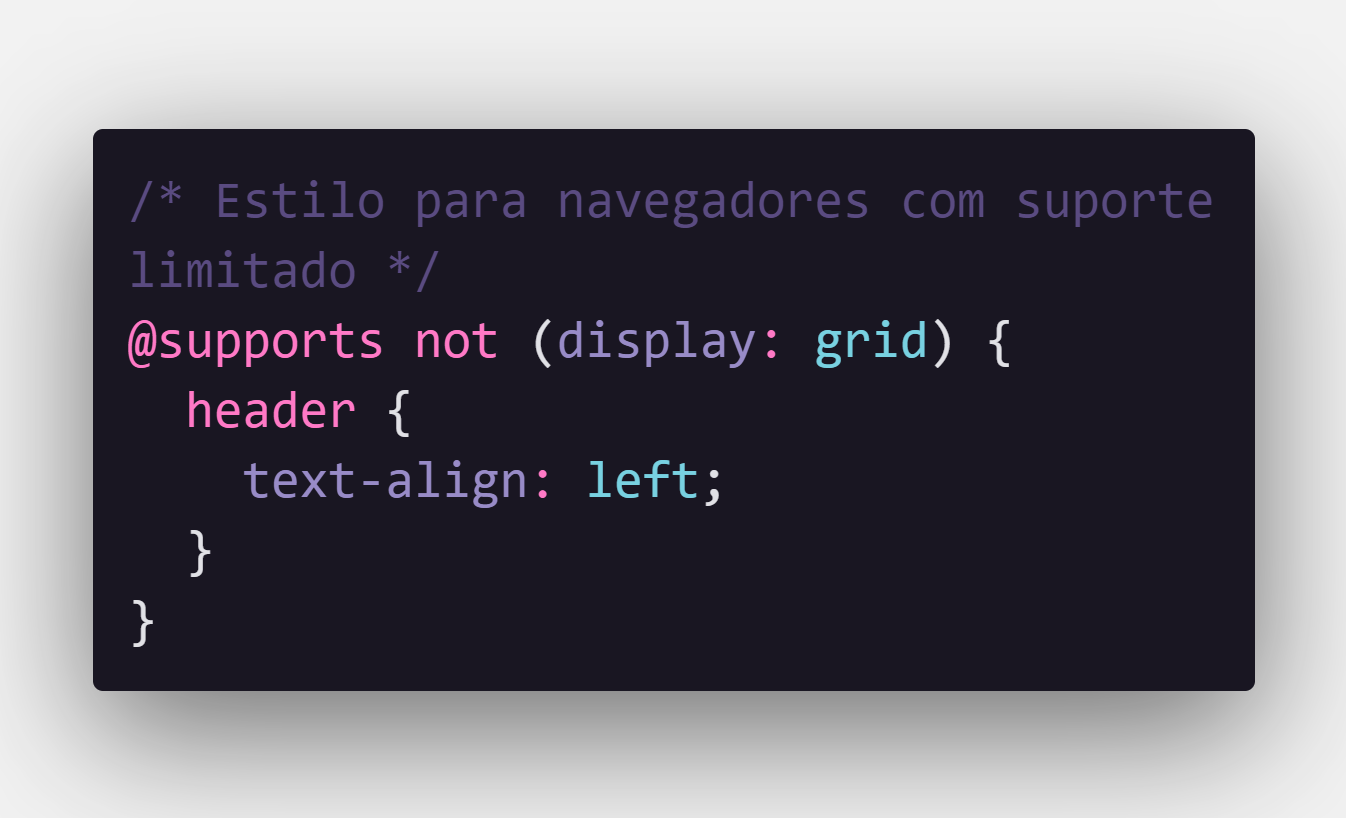 /* Estilo para navegadores com suporte
limitado */
@supports not (display: grid) {
  header {
    text-align: left;
  }
}